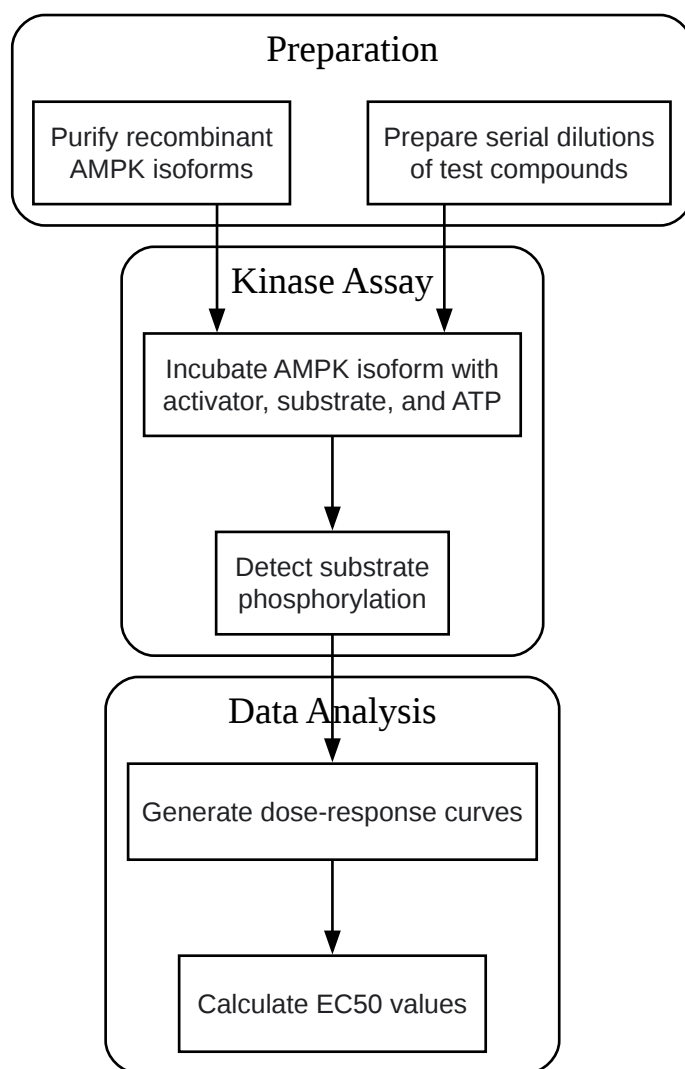 Preparation
Purify recombinant
AMPK isoforms
Prepare serial dilutions
of test compounds
Kinase Assay
Incubate AMPK isoform with
activator, substrate, and ATP
Detect substrate
phosphorylation
Data Analysis
Generate dose-response curves
Calculate EC50 values